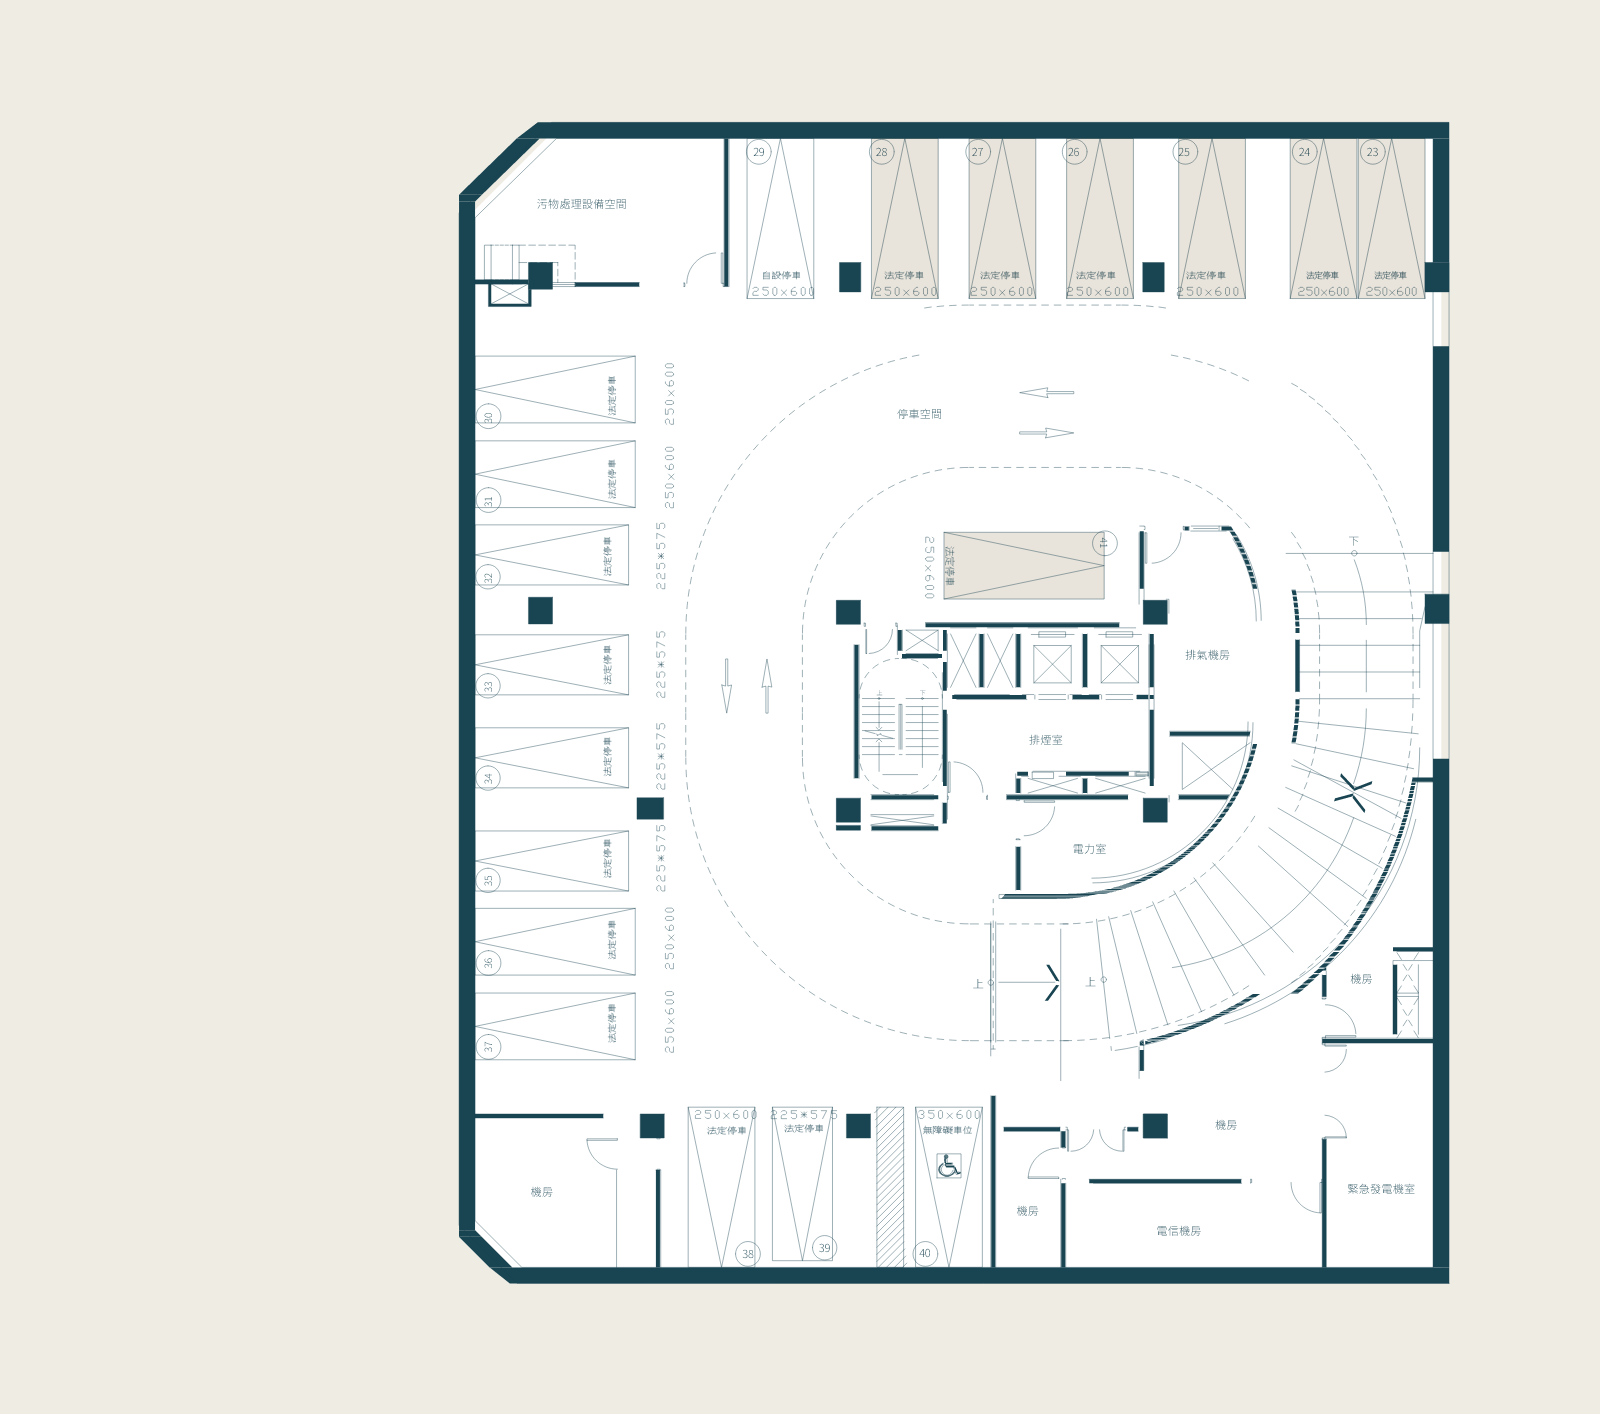 29
28
27
26
25
24
23
污物處理設備空間
自設停車
250×600
法定停車
250×600
法定停車
250×600
法定停車
250×600
法定停車
250×600
法定停車
250×600
法定停車
250×600
30
法定停車
250×600
停車空間
31
法定停車
250×600
32
法定停車
225*575
41
法定停車
250×600
下
33
法定停車
225*575
排氣機房
上
下
34
法定停車
225*575
排煙室
35
法定停車
225*575
電力室
36
法定停車
250×600
上
上
機房
37
法定停車
250×600
250×600
法定停車
38
225*575
法定停車
39
350×600
無障礙車位
40
機房
機房
機房
電信機房
緊急發電機室